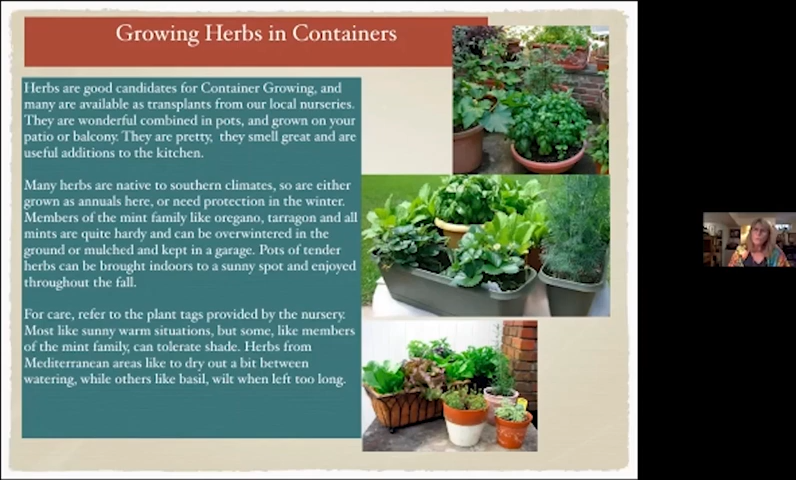 Growing Herbs in Containers
Herbs are good candidates for Container Growing, and
many are available as transplants from our local nurseries.
They are wonderful combined in pots, and grown on your
patio or balcony. They are pretty, they smell great and are
useful additions to the kitchen.
Many herbs are native to southern climates, so are either
grown as annuals here, or need protection in the winter.
Members of the mint family like oregano, tarragon and all
mints are quite hardy and can be overwintered in the
ground or mulched and kept in a garage. Pots of tender
herbs can be brought indoors to a sunny spot and enjoyed
throughout the fall.
For care, refer to the plant tags provided by the nursery.
Most like sunny warm situations, but some, like members
of the mint family, can tolerate shade. Herbs from
Mediterranean areas like to dry out a bit between
watering, while others like basil, wilt when left too long.